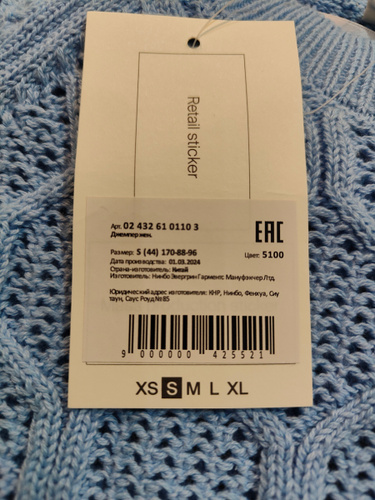 Retail sticker
Арт. 02 432 61 0110 3
Джемпер жен.
EAC
Размер: S (44) 170-88-96
Цвет: 5100
Дата производства: 01.03.2024
Страна-изготовитель: Китай
Изготовитель: Нинбо Эвергрин Гарментс Мануфэкчер Лтд.
Юридический адрес изготовителя: КНР, Нинбо, Фенхуа, Сиу
таун, Саус Роуд №85
9 000000 425521
XS S M L XL